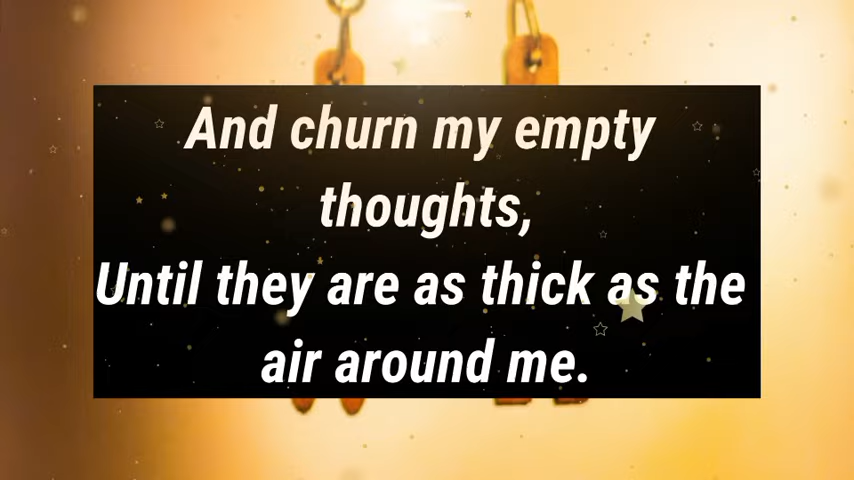 And churn my empty
thoughts,
Until they are as thick as the
air around me.